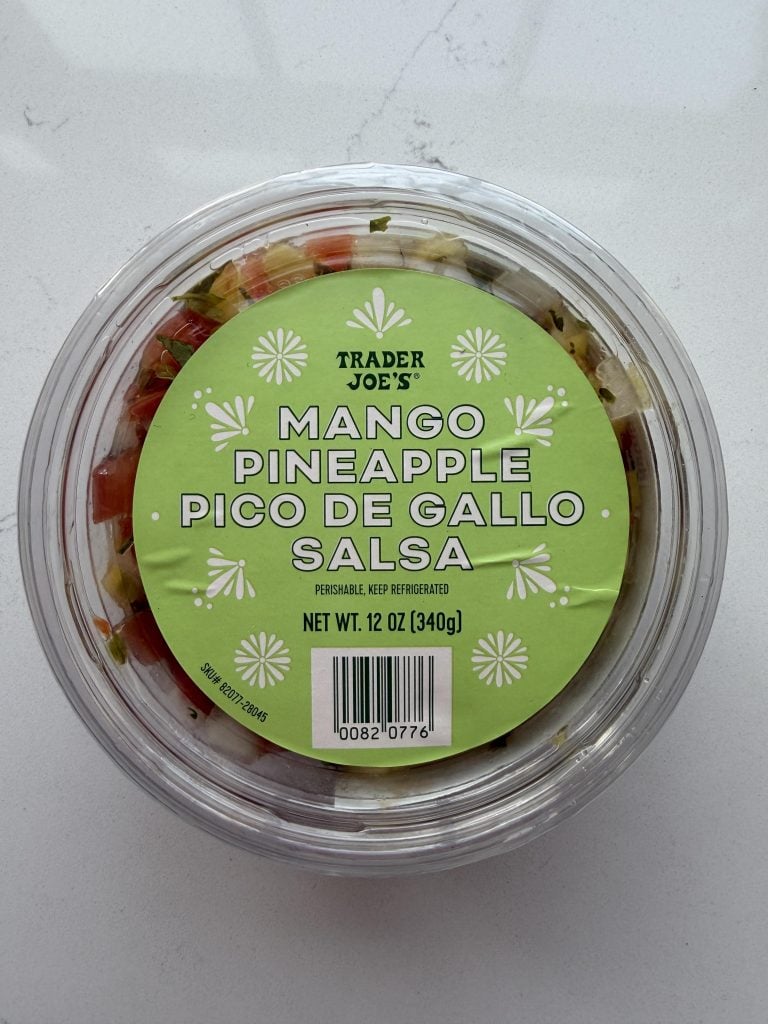 TRADER
JOE'S®
MANGO
PINEAPPLE
PICO DE GALLO
SALSA
PERISHABLE, KEEP REFRIGERATED
NET WT. 12 OZ (340g)
SKU# 82077-28045
0082 0776